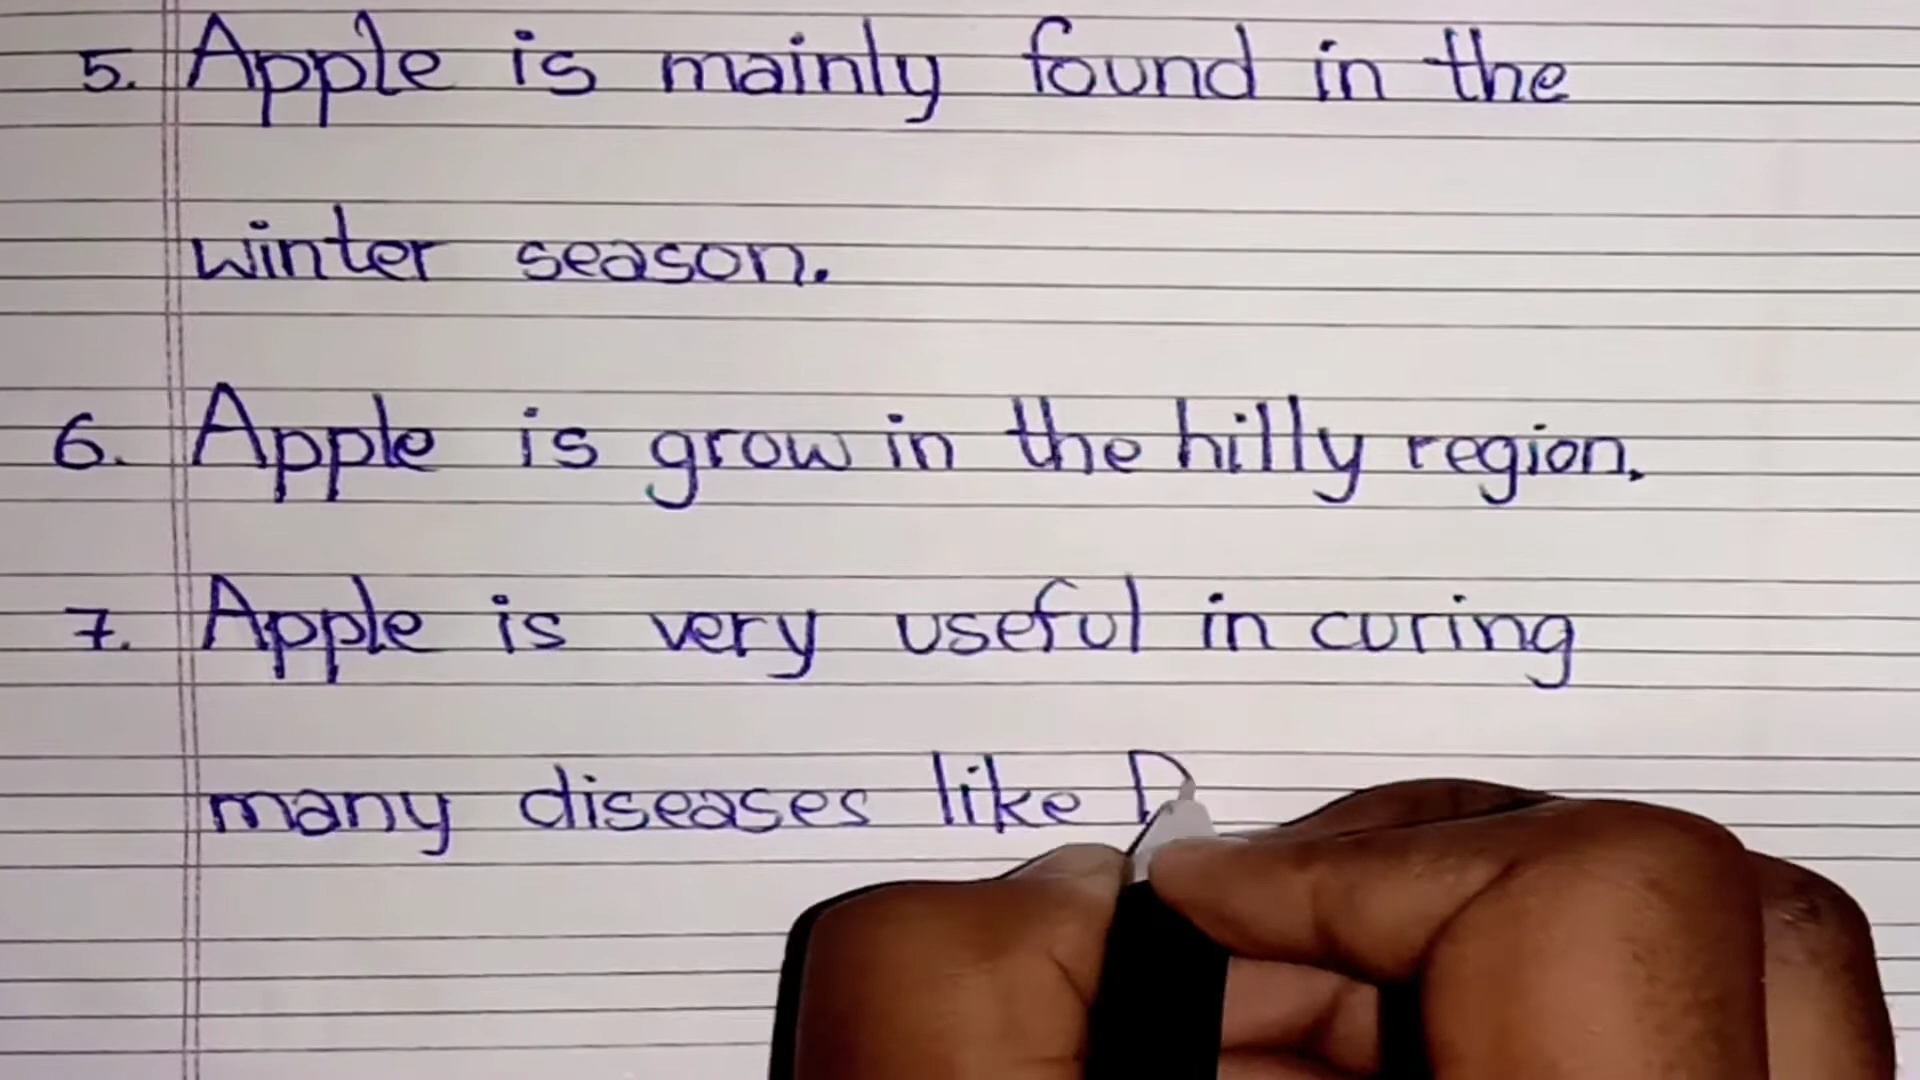 5. Apple is mainly found in the
winter season.
6. Apple is grow in the hilly region.
7. Apple is very useful in curing
many diseases like